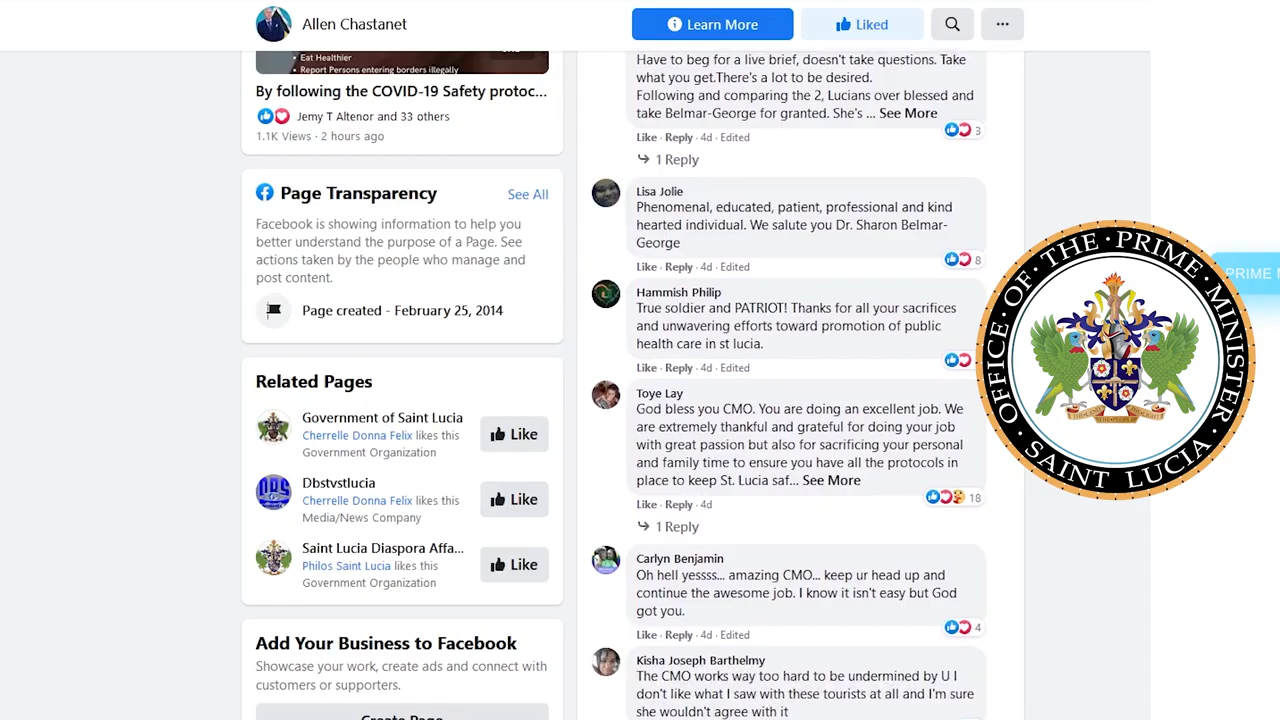 Allen Chastanet
Learn More
Liked
• Eat Healthier
• Report Persons entering borders illegally
By following the COVID-19 Safety protoc...
Jemy T Altenor and 33 others
1.1K Views · 2 hours ago
Page Transparency
See All
Facebook is showing information to help you
better understand the purpose of a Page. See
actions taken by the people who manage and
post content.
Page created - February 25, 2014
Related Pages
Government of Saint Lucia
Cherrelle Donna Felix likes this
Government Organization
Like
Dbstvstlucia
Cherrelle Donna Felix likes this
Media/News Company
Like
Saint Lucia Diaspora Affa...
Philos Saint Lucia likes this
Government Organization
Like
Add Your Business to Facebook
Showcase your work, create ads and connect with
customers or supporters.
Create Page
Have to beg for a live brief, doesn't take questions. Take
what you get.There's a lot to be desired.
Following and comparing the 2, Lucians over blessed and
take Belmar-George for granted. She's ... See More
3
Like · Reply · 4d · Edited
1 Reply
Lisa Jolie
Phenomenal, educated, patient, professional and kind
hearted individual. We salute you Dr. Sharon Belmar-
George
8
Like · Reply · 4d · Edited
Hammish Philip
True soldier and PATRIOT! Thanks for all your sacrifices
and unwavering efforts toward promotion of public
health care in st lucia.
Like · Reply · 4d · Edited
Toye Lay
God bless you CMO. You are doing an excellent job. We
are extremely thankful and grateful for doing your job
with great passion but also for sacrificing your personal
and family time to ensure you have all the protocols in
place to keep St. Lucia saf... See More
18
Like · Reply · 4d
1 Reply
Carlyn Benjamin
Oh hell yessss... amazing CMO... keep ur head up and
continue the awesome job. I know it isn't easy but God
got you.
4
Like · Reply · 4d · Edited
Kisha Joseph Barthelmy
The CMO works way too hard to be undermined by U I
don't like what I saw with these tourists at all and I'm sure
she wouldn't agree with it
OFFICE · OF · THE · PRIME · MINISTER
SAINT LUCIA
PRIME